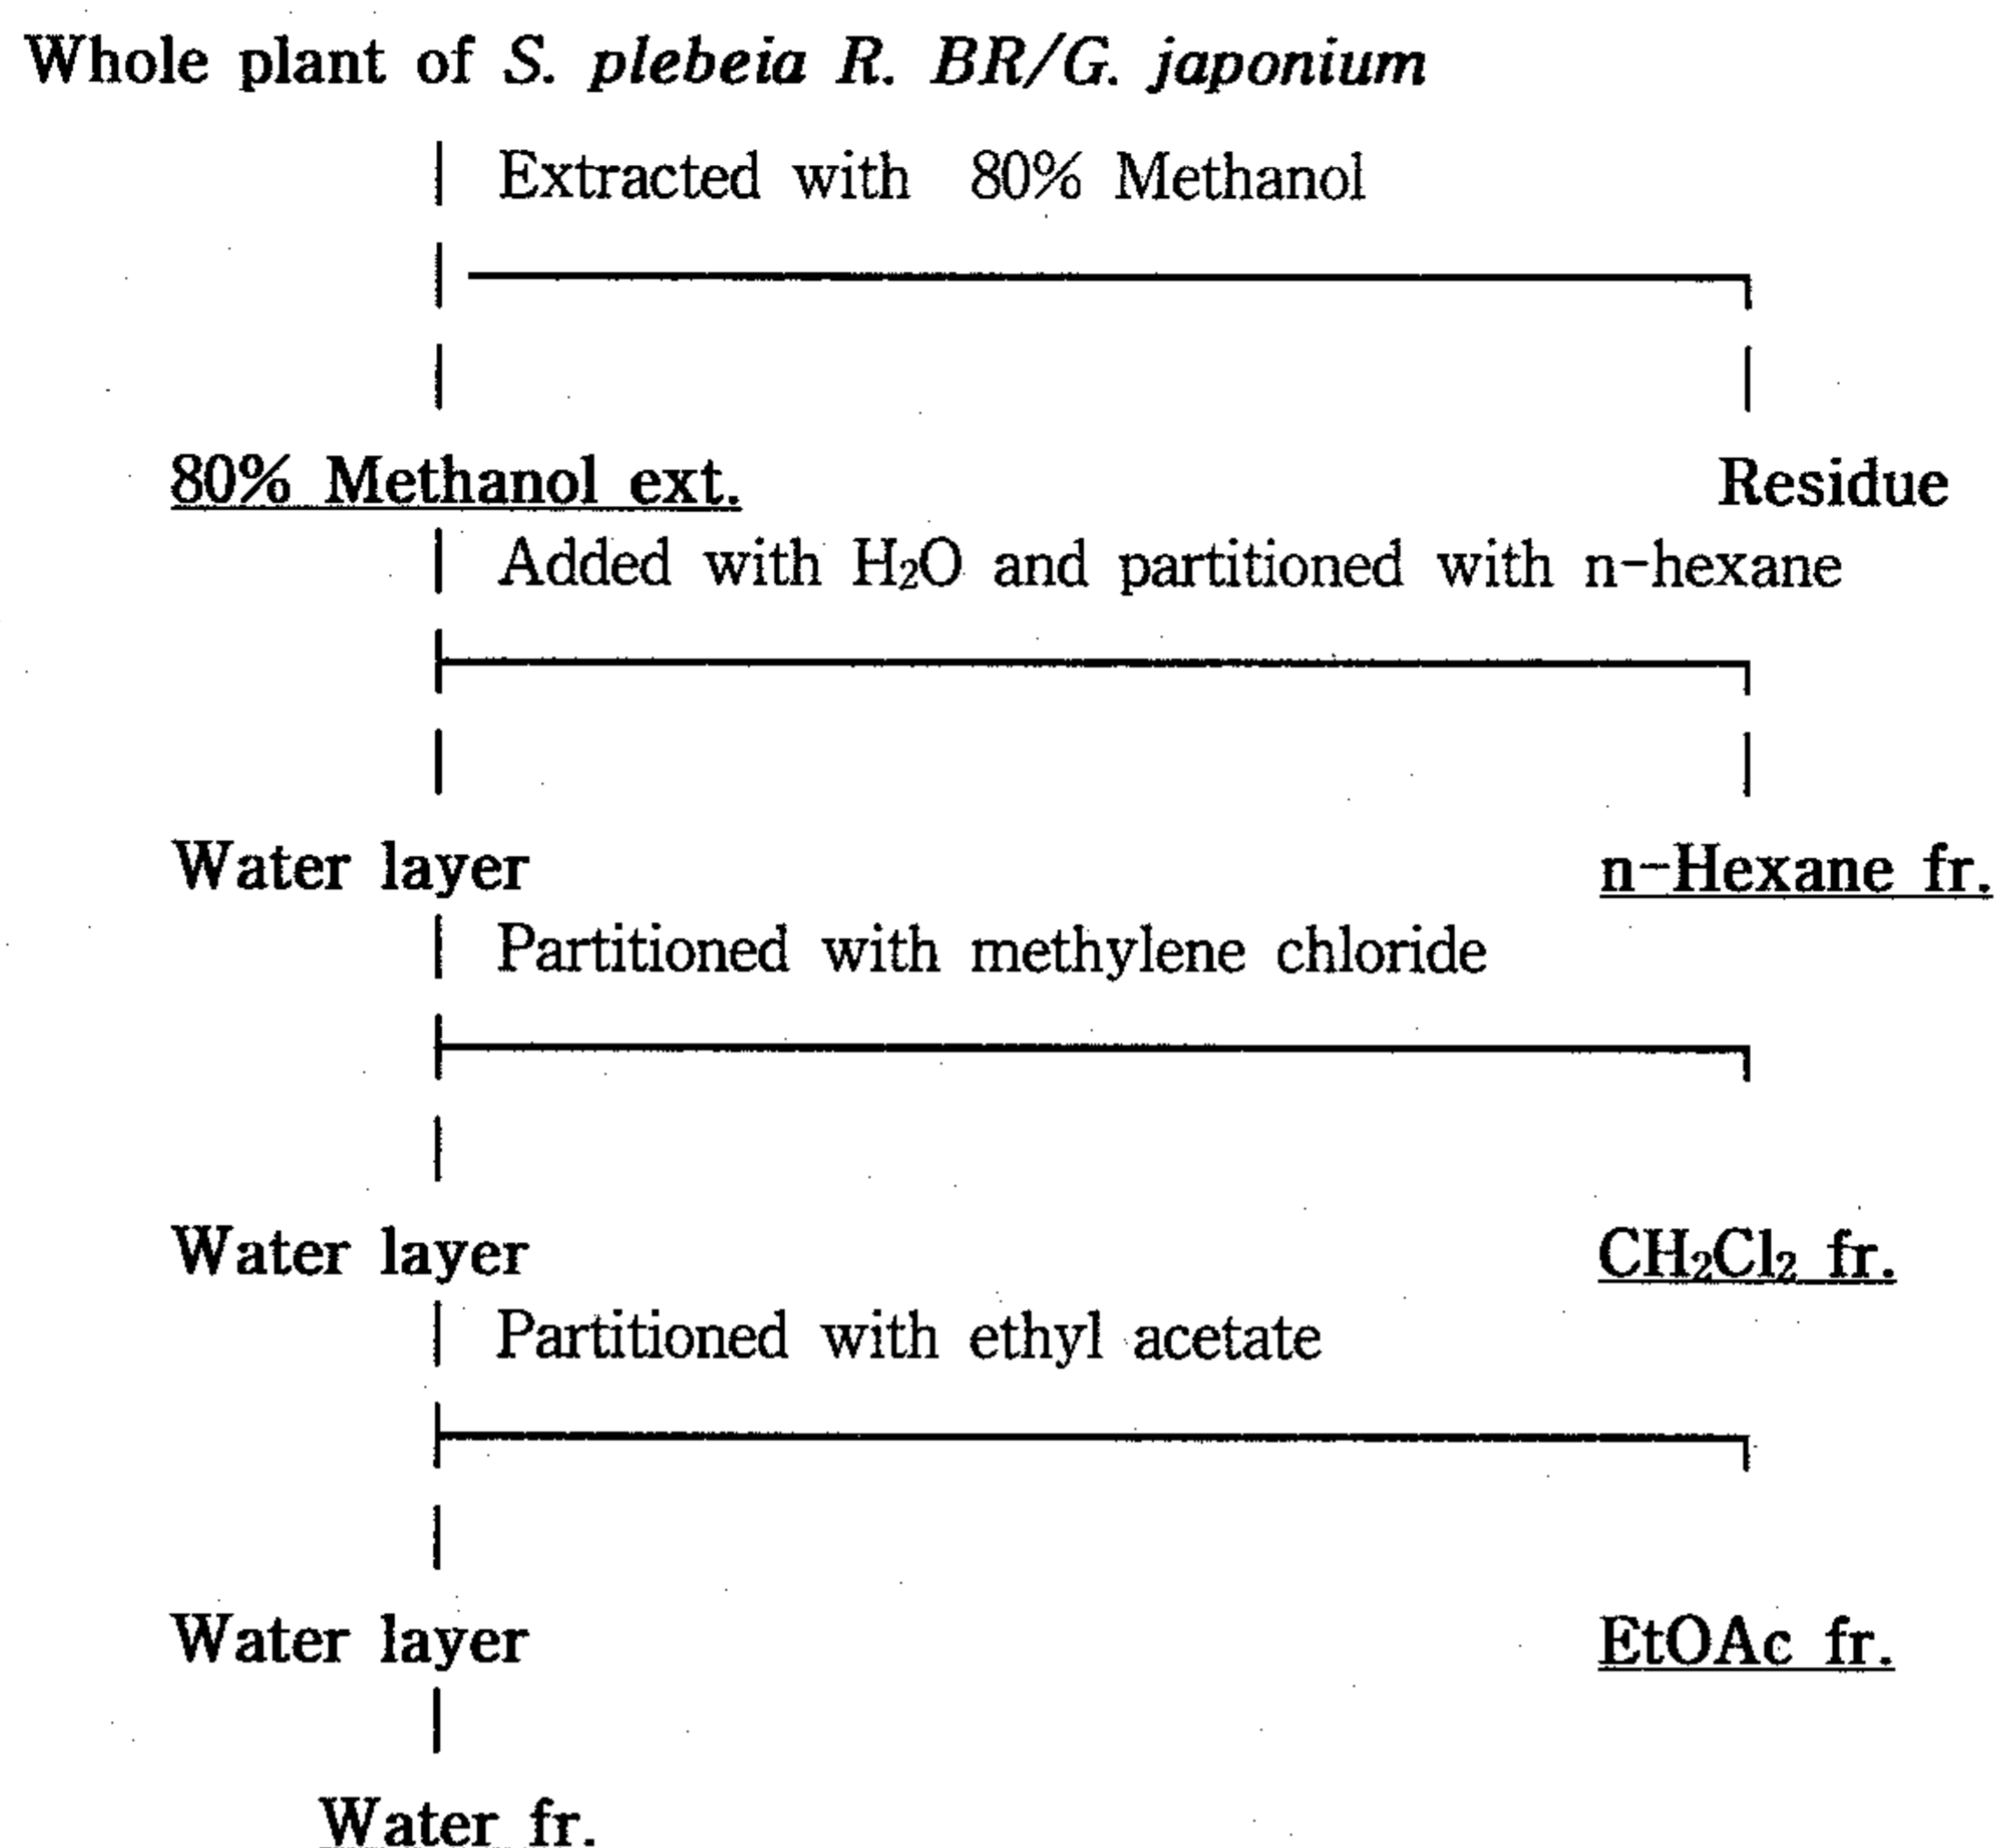 Whole plant of S. plebeia R. BR/G. japonium
Extracted with 80% Methanol
80% Methanol ext. Residue
Added with H₂O and partitioned with n-hexane
Water layer n-Hexane fr.
Partitioned with methylene chloride
Water layer CH₂Cl₂ fr.
Partitioned with ethyl acetate
Water layer EtOAc fr.
Water fr.